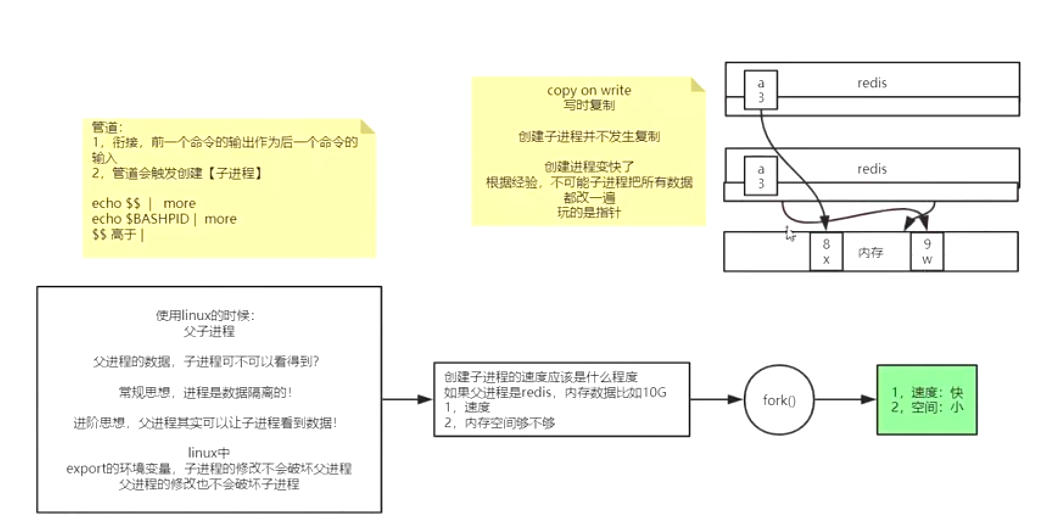 管道：
1，衔接，前一个命令的输出作为后一个命令的
输入
2，管道会触发创建【子进程】
echo $$ | more
echo $BASHPID | more
$$ 高于 |
copy on write
写时复制
创建子进程并不发生复制
创建进程变快了
根据经验，不可能子进程把所有数据
都改一遍
玩的是指针
a
3
redis
a
3
redis
8
x
内存
9
w
使用linux的时候：
父子进程
父进程的数据，子进程可不可以看得到？
常规思想，进程是数据隔离的！
进阶思想，父进程其实可以让子进程看到数据！
linux中
export的环境变量，子进程的修改不会破坏父进程
父进程的修改也不会破坏子进程
创建子进程的速度应该是什么程度
如果父进程是redis，内存数据比如10G
1，速度
2，内存空间够不够
fork()
1，速度：快
2，空间：小